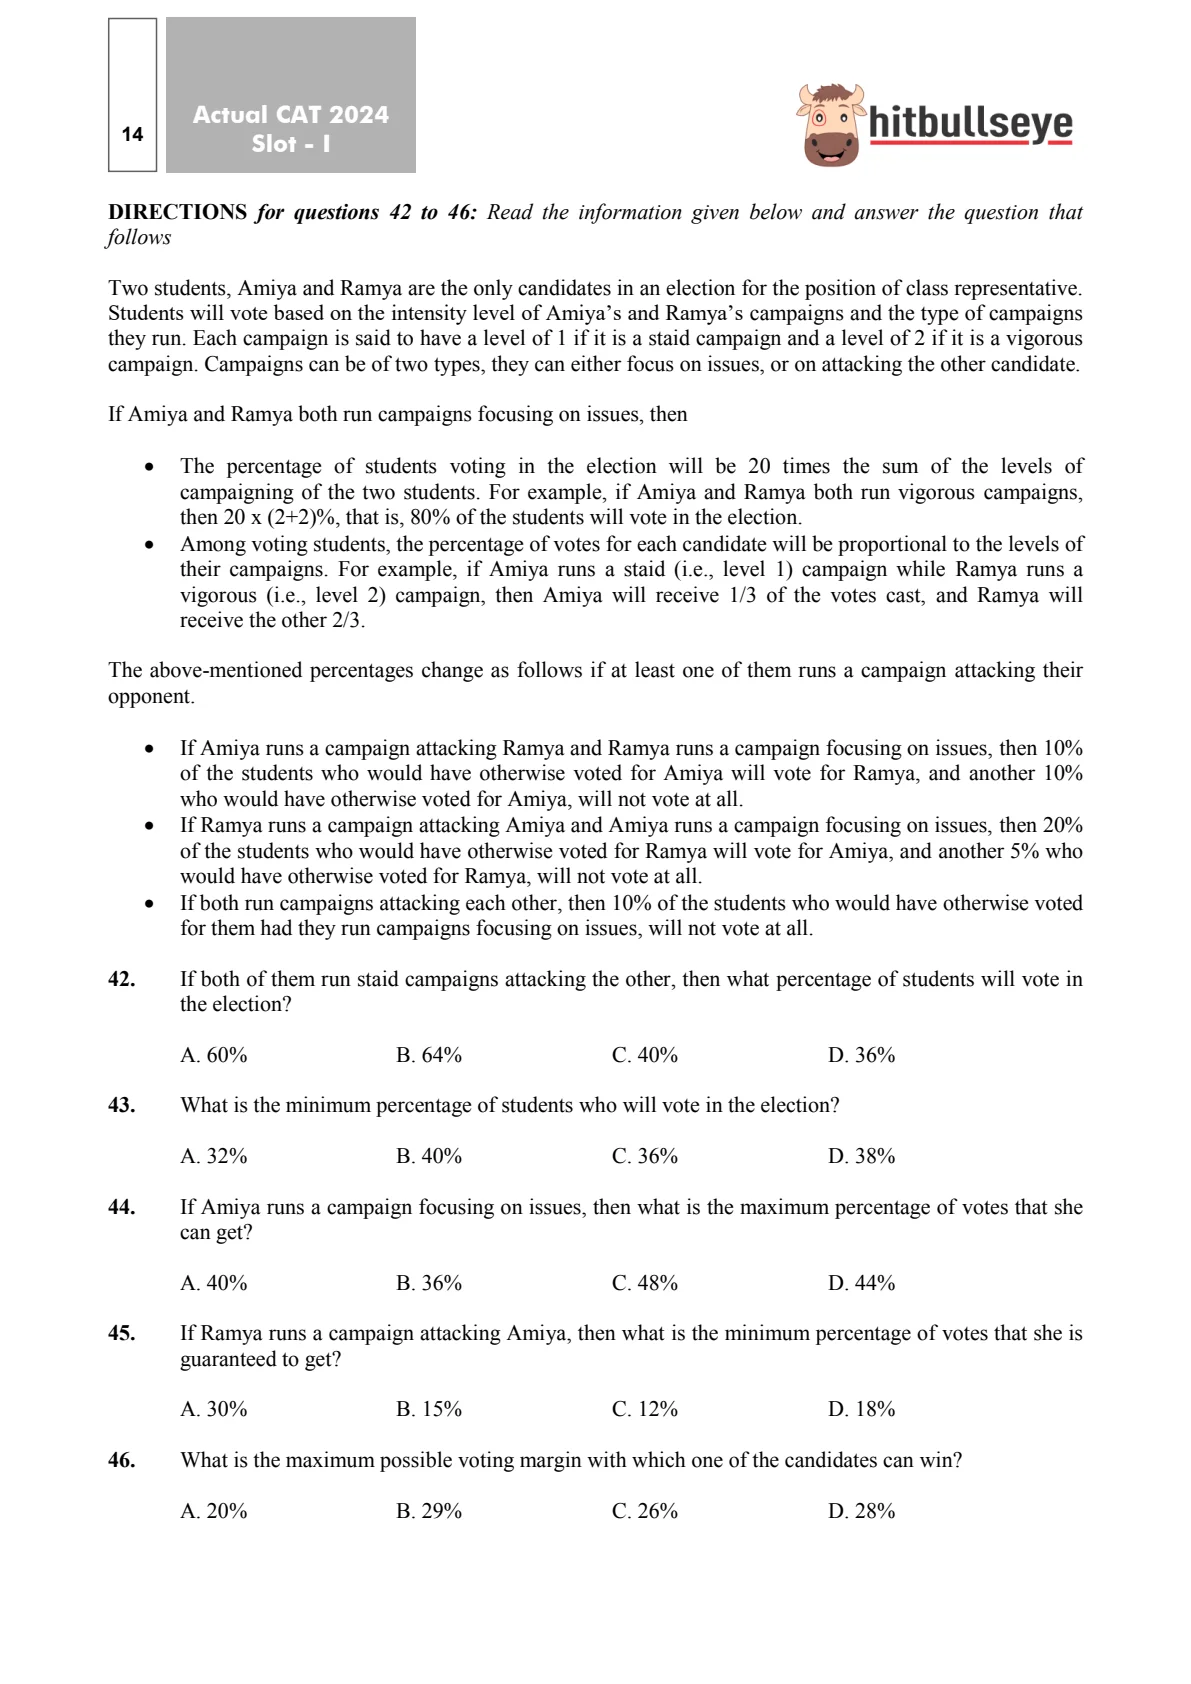 14
Actual CAT 2024
Slot - I
hitbullseye
DIRECTIONS for questions 42 to 46: Read the information given below and answer the question that
follows
Two students, Amiya and Ramya are the only candidates in an election for the position of class representative.
Students will vote based on the intensity level of Amiya’s and Ramya’s campaigns and the type of campaigns
they run. Each campaign is said to have a level of 1 if it is a staid campaign and a level of 2 if it is a vigorous
campaign. Campaigns can be of two types, they can either focus on issues, or on attacking the other candidate.
If Amiya and Ramya both run campaigns focusing on issues, then
• The percentage of students voting in the election will be 20 times the sum of the levels of
campaigning of the two students. For example, if Amiya and Ramya both run vigorous campaigns,
then 20 x (2+2)%, that is, 80% of the students will vote in the election.
• Among voting students, the percentage of votes for each candidate will be proportional to the levels of
their campaigns. For example, if Amiya runs a staid (i.e., level 1) campaign while Ramya runs a
vigorous (i.e., level 2) campaign, then Amiya will receive 1/3 of the votes cast, and Ramya will
receive the other 2/3.
The above-mentioned percentages change as follows if at least one of them runs a campaign attacking their
opponent.
• If Amiya runs a campaign attacking Ramya and Ramya runs a campaign focusing on issues, then 10%
of the students who would have otherwise voted for Amiya will vote for Ramya, and another 10%
who would have otherwise voted for Amiya, will not vote at all.
• If Ramya runs a campaign attacking Amiya and Amiya runs a campaign focusing on issues, then 20%
of the students who would have otherwise voted for Ramya will vote for Amiya, and another 5% who
would have otherwise voted for Ramya, will not vote at all.
• If both run campaigns attacking each other, then 10% of the students who would have otherwise voted
for them had they run campaigns focusing on issues, will not vote at all.
42. If both of them run staid campaigns attacking the other, then what percentage of students will vote in
the election?
A. 60% B. 64% C. 40% D. 36%
43. What is the minimum percentage of students who will vote in the election?
A. 32% B. 40% C. 36% D. 38%
44. If Amiya runs a campaign focusing on issues, then what is the maximum percentage of votes that she
can get?
A. 40% B. 36% C. 48% D. 44%
45. If Ramya runs a campaign attacking Amiya, then what is the minimum percentage of votes that she is
guaranteed to get?
A. 30% B. 15% C. 12% D. 18%
46. What is the maximum possible voting margin with which one of the candidates can win?
A. 20% B. 29% C. 26% D. 28%